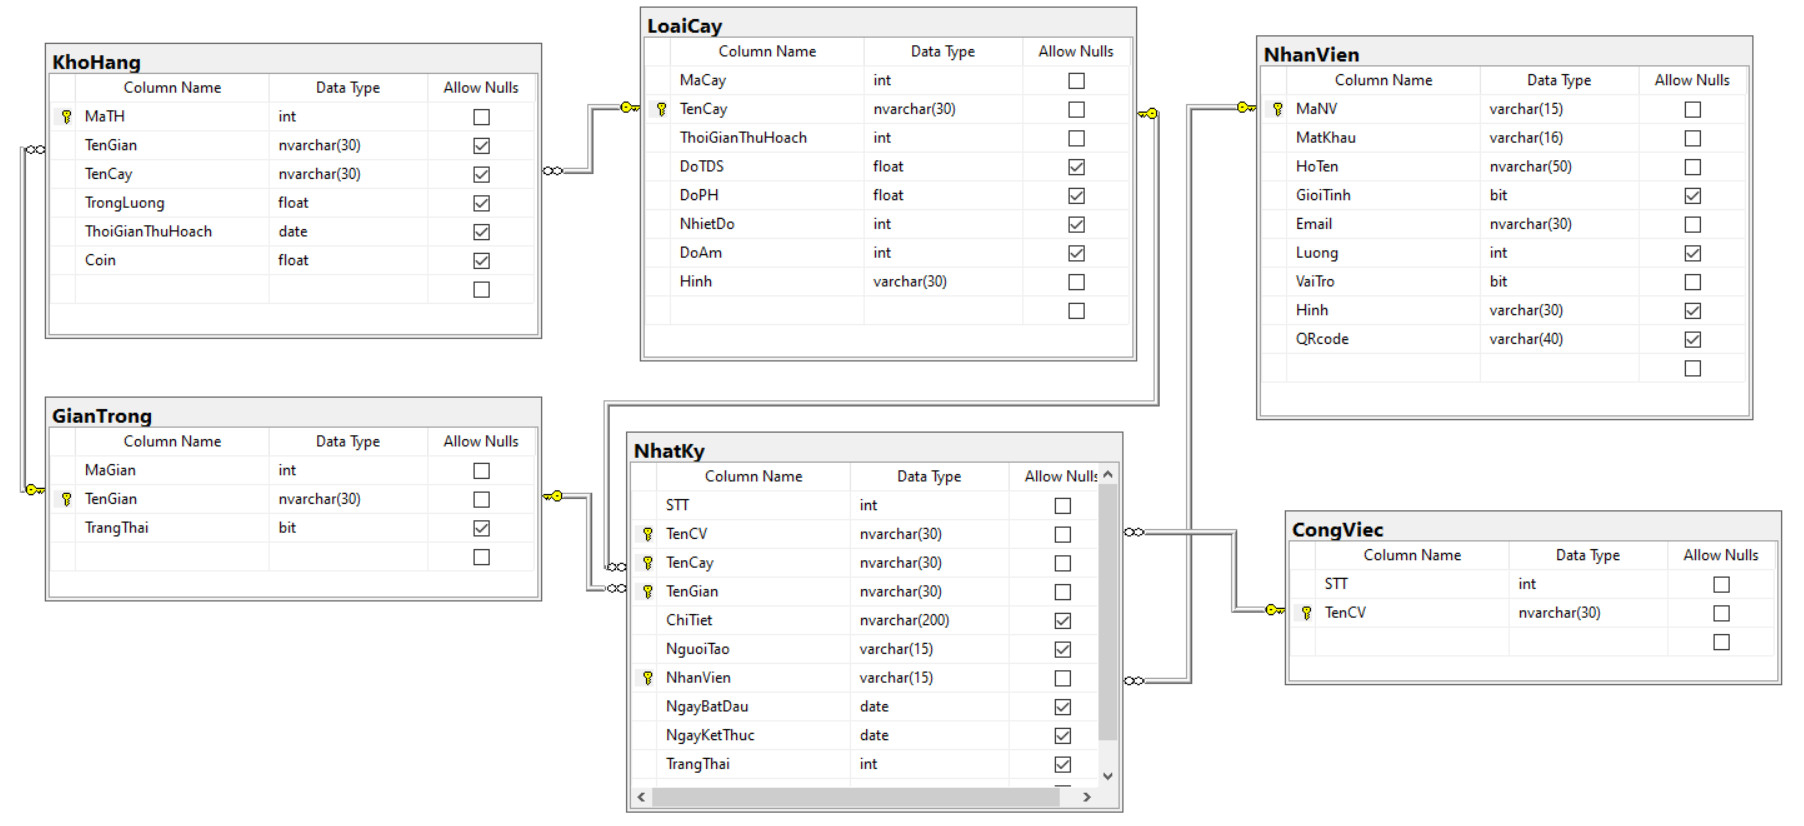 KhoHang
Column Name Data Type Allow Nulls
MaTH int
TenGian nvarchar(30)
TenCay nvarchar(30)
TrongLuong float
ThoiGianThuHoach date
Coin float
LoaiCay
Column Name Data Type Allow Nulls
MaCay int
TenCay nvarchar(30)
ThoiGianThuHoach int
DoTDS float
DoPH float
NhietDo int
DoAm int
Hinh varchar(30)
NhanVien
Column Name Data Type Allow Nulls
MaNV varchar(15)
MatKhau varchar(16)
HoTen nvarchar(50)
GioiTinh bit
Email nvarchar(30)
Luong int
VaiTro bit
Hinh varchar(30)
QRcode varchar(40)
GianTrong
Column Name Data Type Allow Nulls
MaGian int
TenGian nvarchar(30)
TrangThai bit
NhatKy
Column Name Data Type Allow Nulls
STT int
TenCV nvarchar(30)
TenCay nvarchar(30)
TenGian nvarchar(30)
ChiTiet nvarchar(200)
NguoiTao varchar(15)
NhanVien varchar(15)
NgayBatDau date
NgayKetThuc date
TrangThai int
CongViec
Column Name Data Type Allow Nulls
STT int
TenCV nvarchar(30)